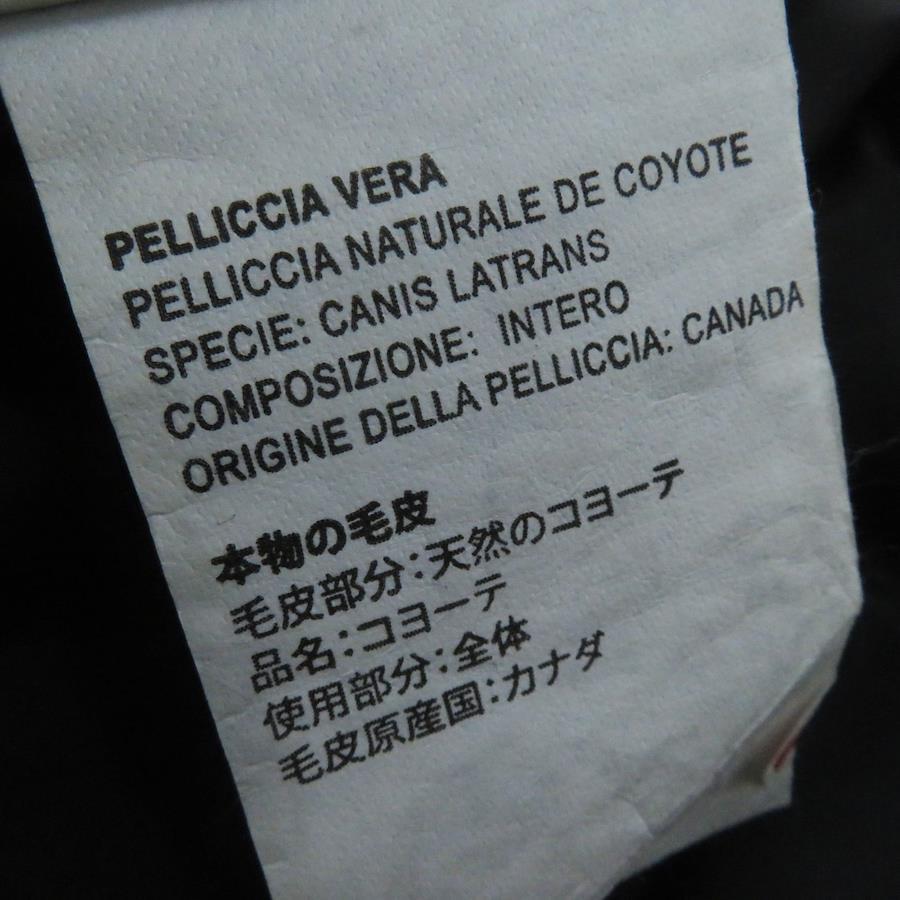 PELLICCIA VERA
PELLICCIA NATURALE DE COYOTE
SPECIE: CANIS LATRANS
COMPOSIZIONE: INTERO
ORIGINE DELLA PELLICCIA: CANADA
本物の毛皮
毛皮部分:天然のコヨーテ
品名:コヨーテ
使用部分:全体
毛皮原産国:カナダ